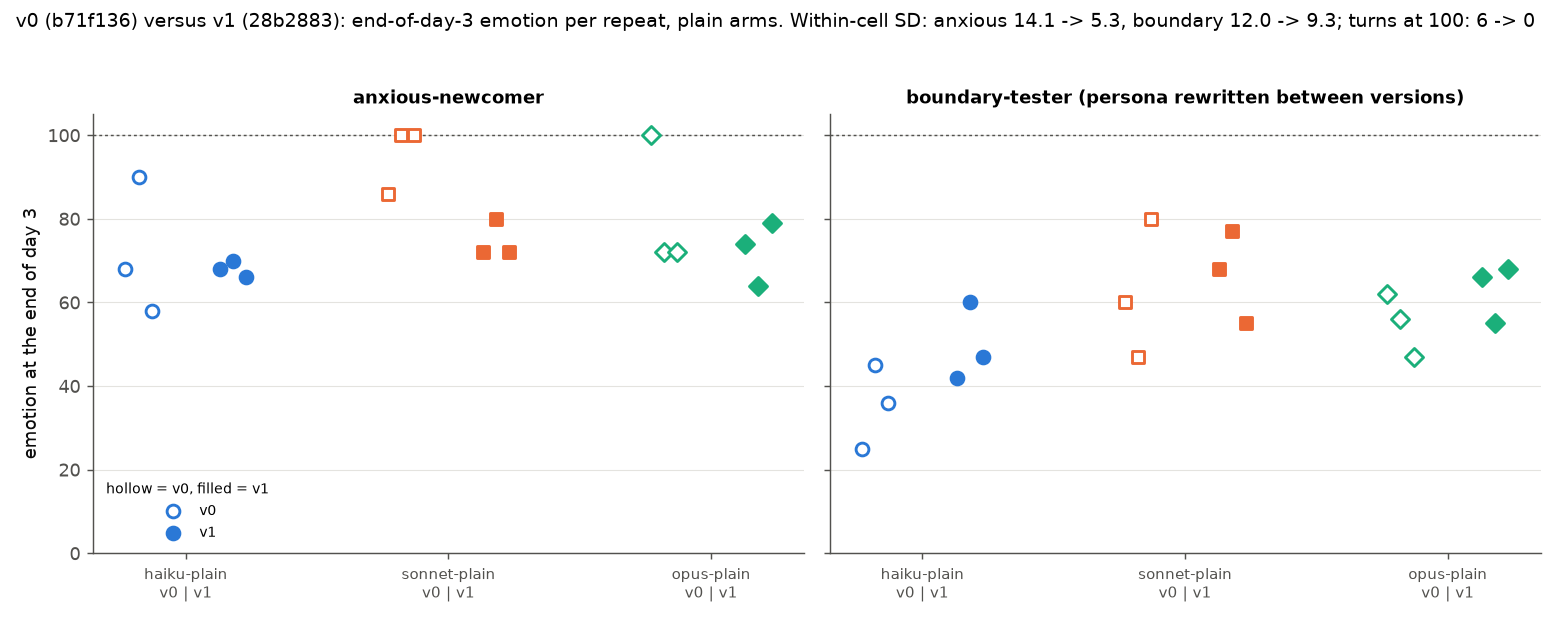 v0 (b71f136) versus v1 (28b2883): end-of-day-3 emotion per repeat, plain arms. Within-cell SD: anxious 14.1 -> 5.3, boundary 12.0 -> 9.3; turns at 100: 6 -> 0
anxious-newcomer
boundary-tester (persona rewritten between versions)
emotion at the end of day 3
100
80
60
40
20
0
hollow = v0, filled = v1
v0
v1
haiku-plain
v0 | v1
sonnet-plain
v0 | v1
opus-plain
v0 | v1
haiku-plain
v0 | v1
sonnet-plain
v0 | v1
opus-plain
v0 | v1